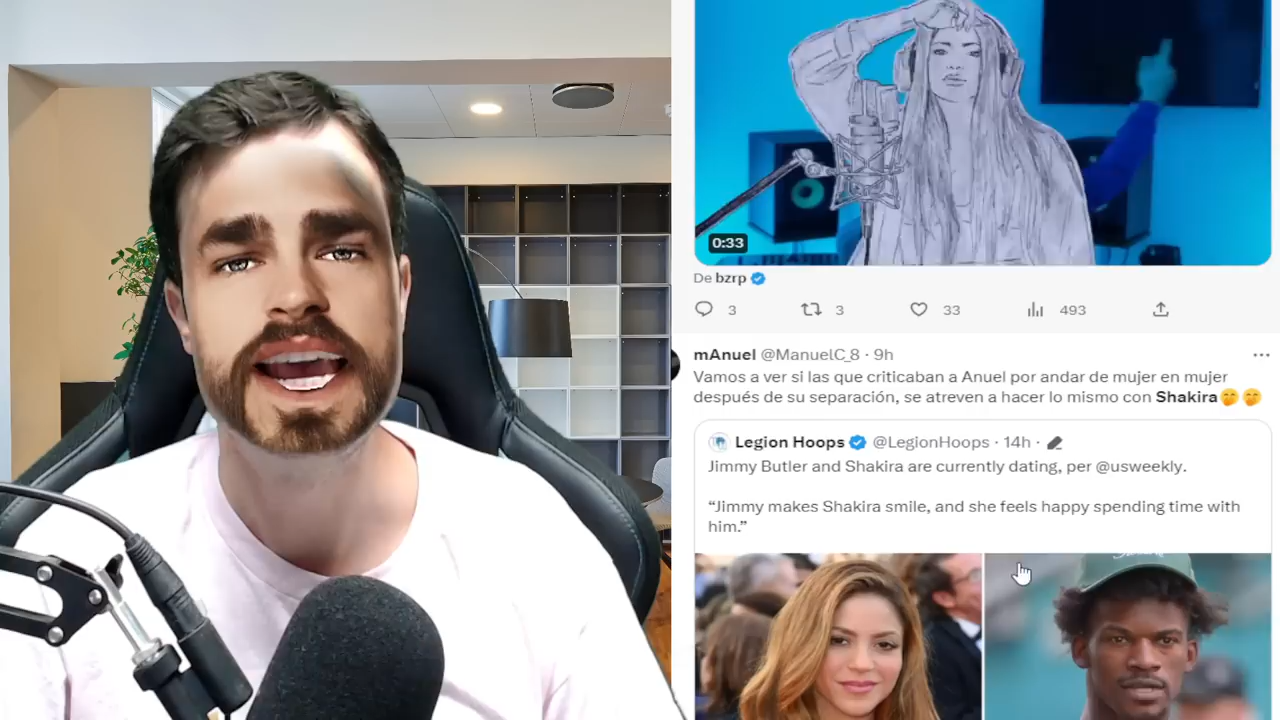 0:33
De bzrp
3 3 33 493
mAnuel @ManuelC_8 · 9h
Vamos a ver si las que criticaban a Anuel por andar de mujer en mujer
después de su separación, se atreven a hacer lo mismo con Shakira🤭🤭
Legion Hoops @LegionHoops · 14h ·
Jimmy Butler and Shakira are currently dating, per @usweekly.
“Jimmy makes Shakira smile, and she feels happy spending time with
him.”